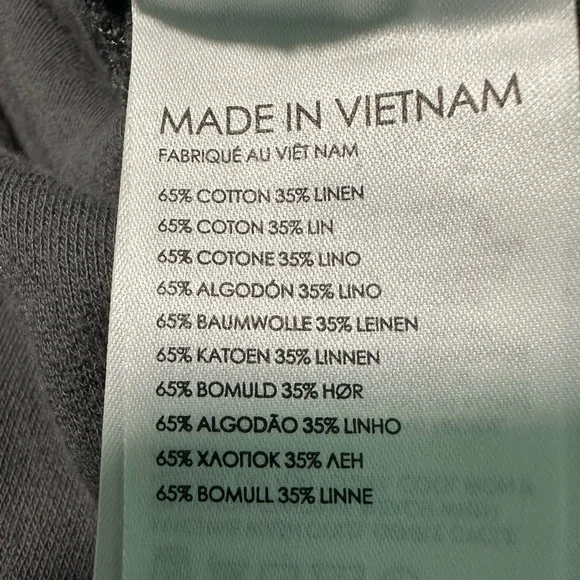 MADE IN VIETNAM
FABRIQUÉ AU VIÊT NAM
65% COTTON 35% LINEN
65% COTON 35% LIN
65% COTONE 35% LINO
65% ALGODÓN 35% LINO
65% BAUMWOLLE 35% LEINEN
65% KATOEN 35% LINNEN
65% BOMULD 35% HØR
65% ALGODÃO 35% LINHO
65% ХЛОПОК 35% ЛЕН
65% BOMULL 35% LINNE